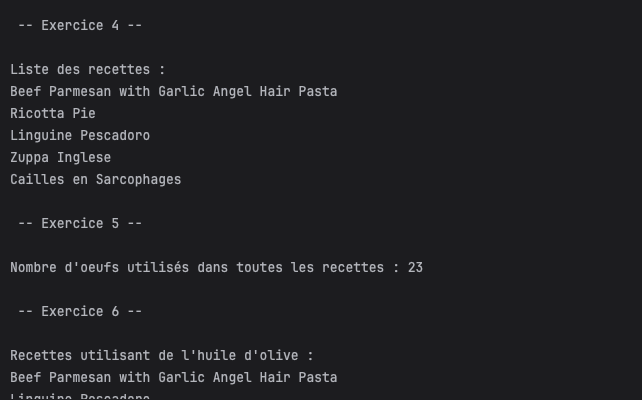 -- Exercice 4 --
Liste des recettes :
Beef Parmesan with Garlic Angel Hair Pasta
Ricotta Pie
Linguine Pescadoro
Zuppa Inglese
Cailles en Sarcophages
-- Exercice 5 --
Nombre d'oeufs utilisés dans toutes les recettes : 23
-- Exercice 6 --
Recettes utilisant de l'huile d'olive :
Beef Parmesan with Garlic Angel Hair Pasta
Linguine Pescadoro